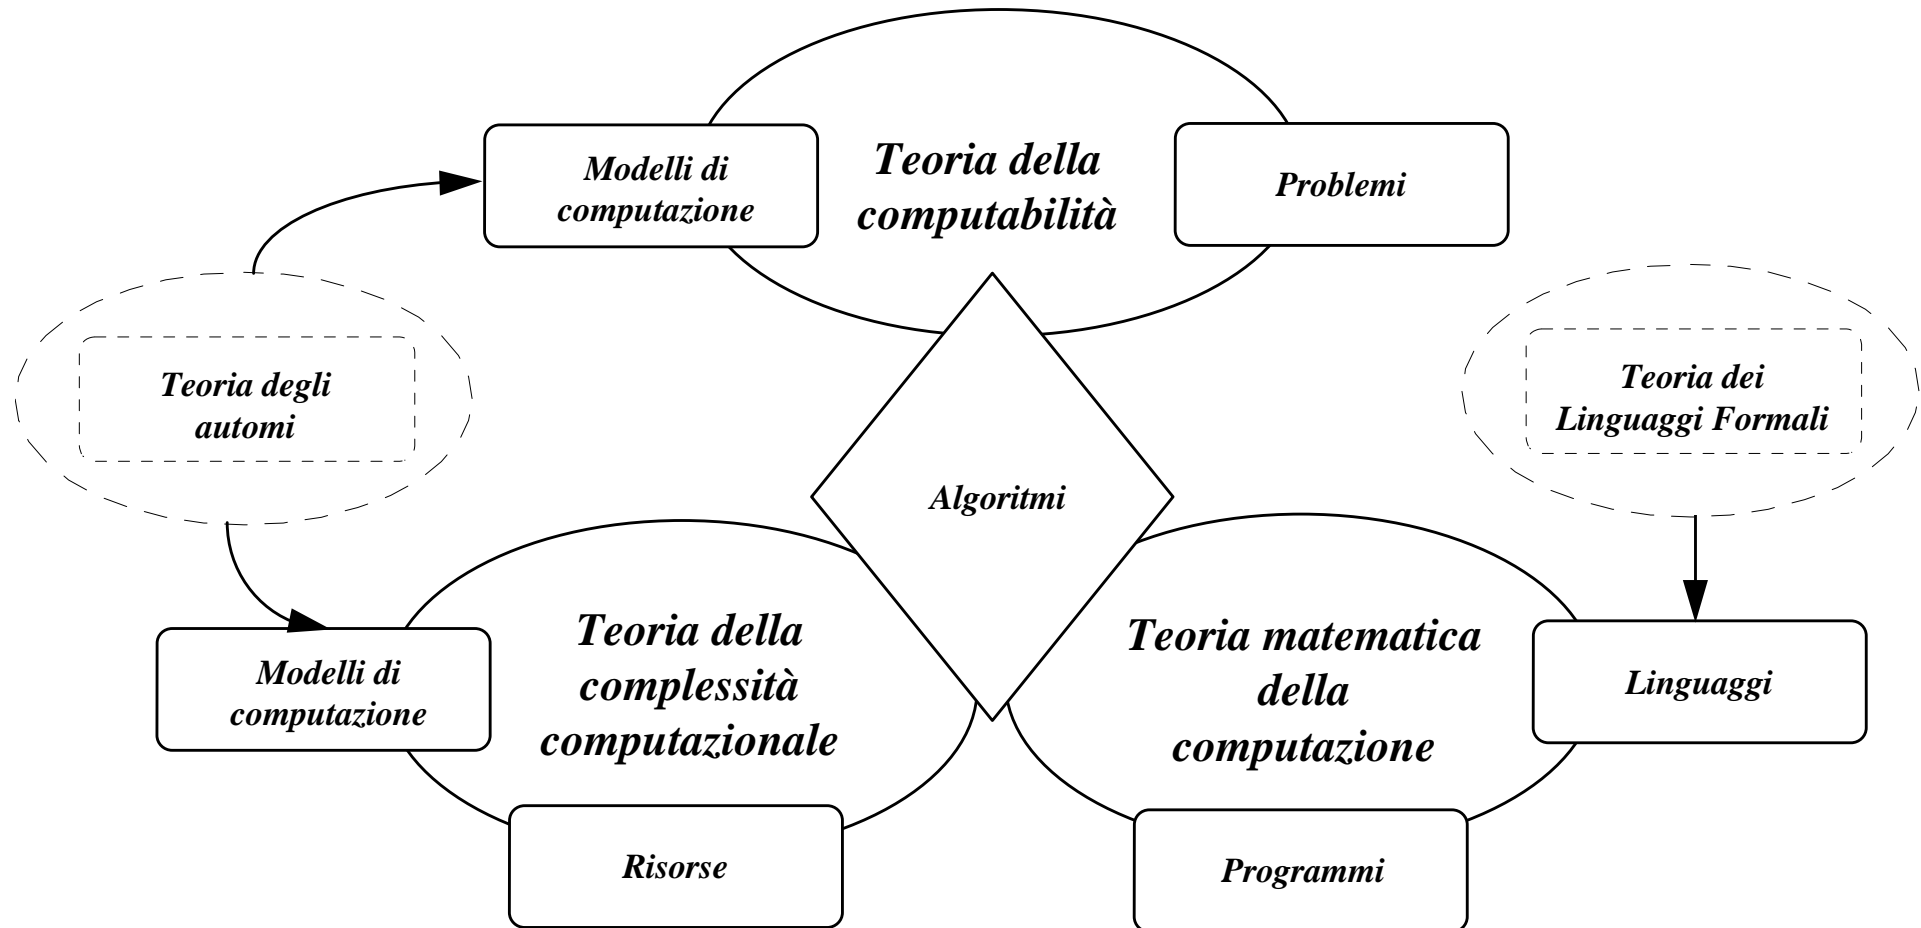 Modelli di
computazione
Teoria della
computabilità
Problemi
Teoria degli
automi
Teoria dei
Linguaggi Formali
Algoritmi
Modelli di
computazione
Teoria della
complessità
computazionale
Teoria matematica
della
computazione
Linguaggi
Risorse
Programmi